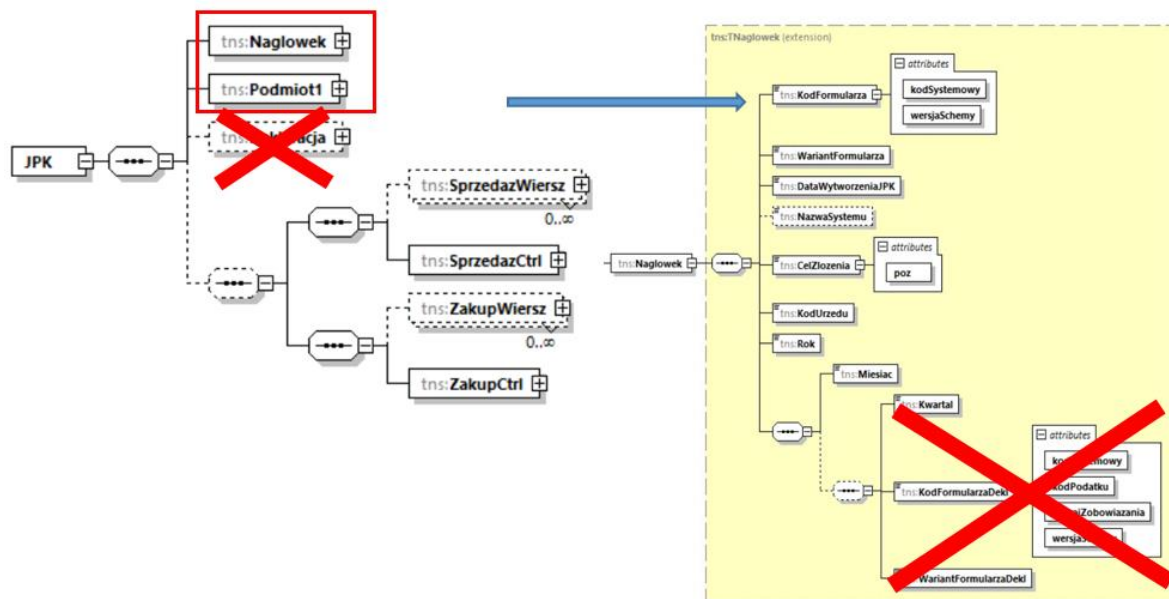 tns:Naglowek
tns:Podmiot1
JPK
tns:SprzedazWiersz
0..∞
tns:SprzedazCtrl
tns:ZakupWiersz
0..∞
tns:ZakupCtrl
tns:TNaglowek (extension)
tns:KodFormularza
attributes
kodSystemowy
wersjaSchemy
tns:WariantFormularza
tns:DataWytworzeniaJPK
tns:NazwaSystemu
tns:Naglowek
tns:CelZlozenia
attributes
poz
tns:KodUrzedu
tns:Rok
tns:Miesiac
tns:Kwartal
tns:KodFormularzaDekl
attributes
kodPodatku
WariantFormularzaDekl